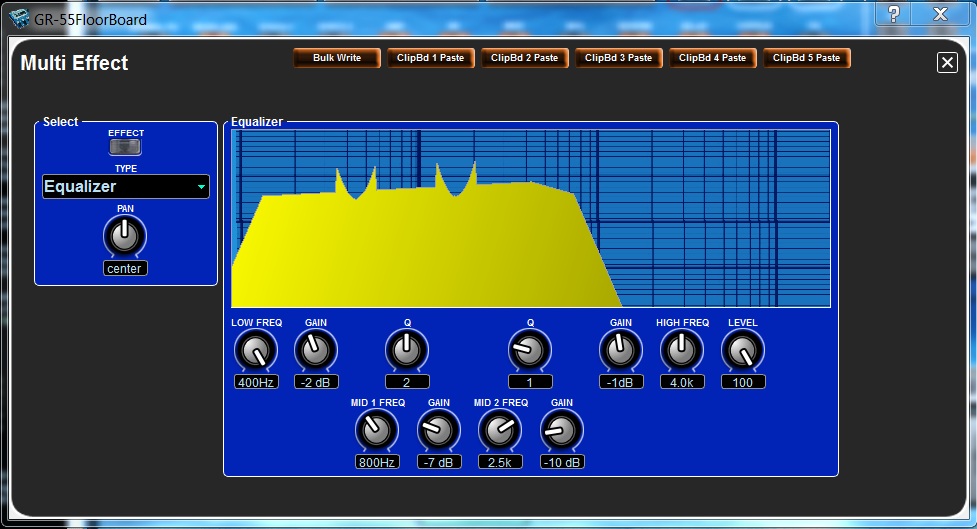 GR-55FloorBoard
Multi Effect
Bulk Write
ClipBd 1 Paste
ClipBd 2 Paste
ClipBd 3 Paste
ClipBd 4 Paste
ClipBd 5 Paste
Select
EFFECT
TYPE
Equalizer
PAN
center
Equalizer
LOW FREQ GAIN Q Q GAIN HIGH FREQ LEVEL
400Hz -2 dB 2 1 -1dB 4.0k 100
MID 1 FREQ GAIN MID 2 FREQ GAIN
800Hz -7 dB 2.5k -10 dB